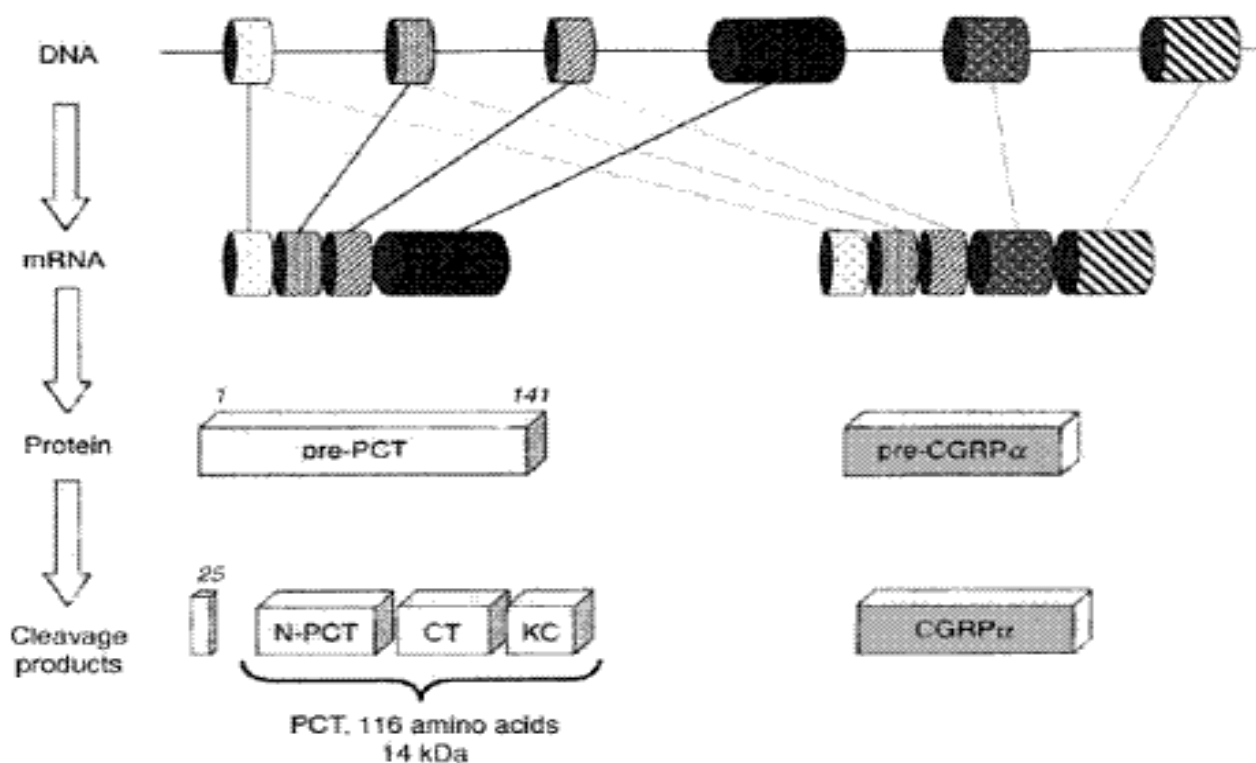 DNA
mRNA
1 141
Protein
pre-PCT
pre-CGRPα
25
Cleavage
products
N-PCT
CT
KC
CGRPα
PCT, 116 amino acids
14 kDa